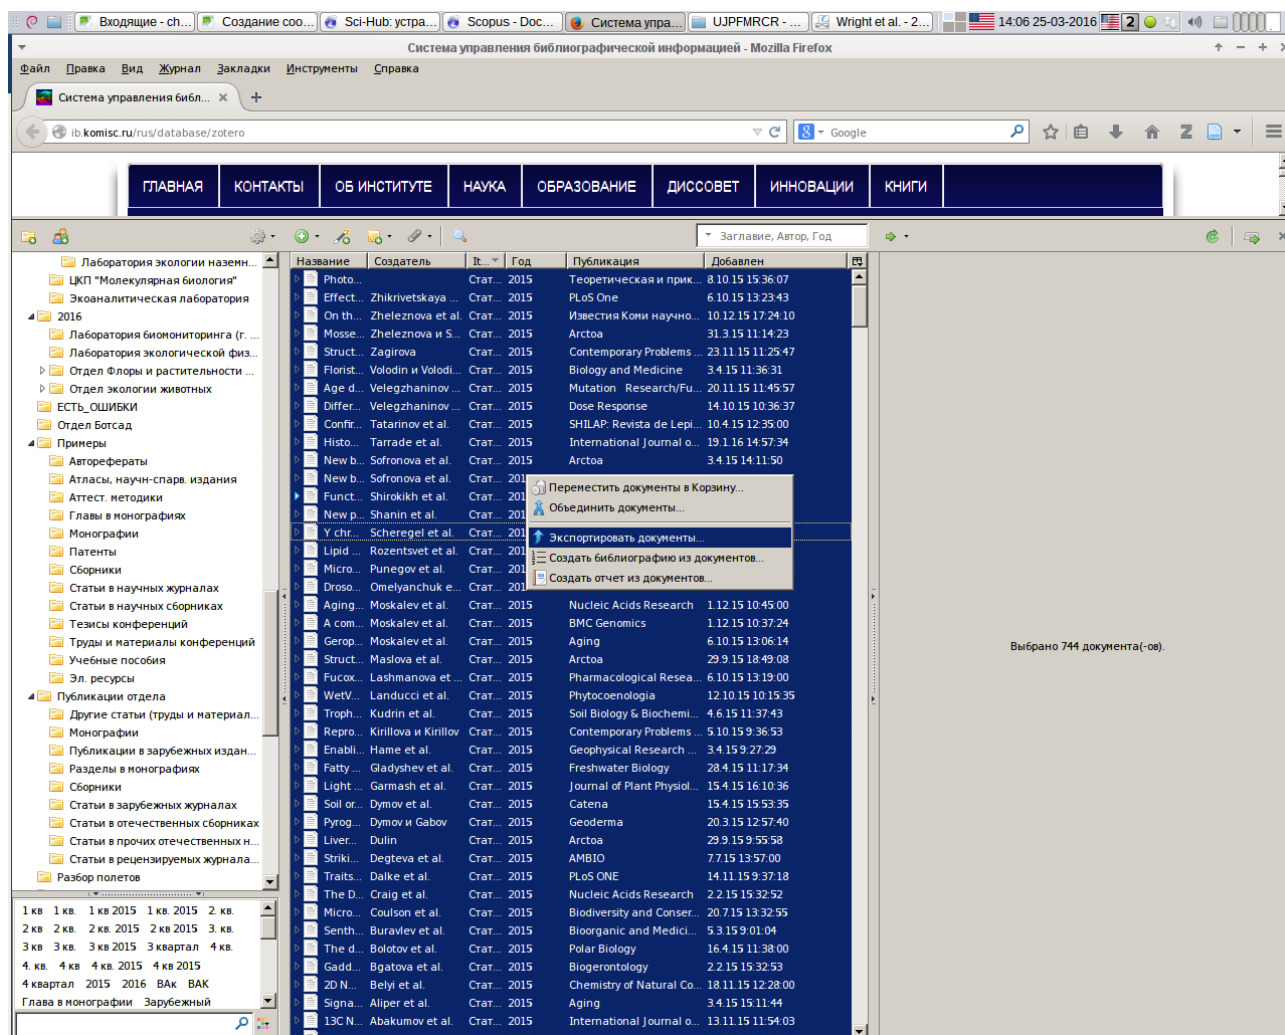 Входящие - ch... Создание соо... Sci-Hub: устра... Scopus - Doc... Система упра... UJPFMRCR - ... Wright et al. - 2... 14:06 25-03-2016 2
Система управления библиографической информацией - Mozilla Firefox
Файл Правка Вид Журнал Закладки Инструменты Справка
Система управления библ...
ib.komisc.ru/rus/database/zotero Google
ГЛАВНАЯ КОНТАКТЫ ОБ ИНСТИТУТЕ НАУКА ОБРАЗОВАНИЕ ДИССОВЕТ ИННОВАЦИИ КНИГИ
Заглавие, Автор, Год
Лаборатория экологии наземн...
ЦКП "Молекулярная биология"
Экоаналитическая лаборатория
2016
Лаборатория биомониторинга (г. ...
Лаборатория экологической физ...
Отдел Флоры и растительности ...
Отдел экологии животных
ЕСТЬ_ОШИБКИ
Отдел Ботсад
Примеры
Авторефераты
Атласы, научн-спарв. издания
Аттест. методики
Главы в монографиях
Монографии
Патенты
Сборники
Статьи в научных журналах
Статьи в научных сборниках
Тезисы конференций
Труды и материалы конференций
Учебные пособия
Эл. ресурсы
Публикации отдела
Другие статьи (труды и материал...
Монографии
Публикации в зарубежных издан...
Разделы в монографиях
Сборники
Статьи в зарубежных журналах
Статьи в отечественных сборниках
Статьи в прочих отечественных н...
Статьи в рецензируемых журнала...
Разбор полетов
1 кв 1 кв. 1 кв 2015 1 кв. 2015 2. кв.
2 кв 2 кв. 2 кв. 2015 2 кв 2015 3. кв.
3 кв 3 кв. 3 кв 2015 3 квартал 4 кв.
4. кв. 4 кв 4 кв. 2015 4 кв 2015
4 квартал 2015 2016 ВАк ВАК
Глава в монографии Зарубежный
Название Создатель It... Год Публикация Добавлен
Photo... Стат... 2015 Теоретическая и прик... 8.10.15 15:36:07
Effect... Zhikrivetskaya ... Стат... 2015 PLoS One 6.10.15 13:23:43
On th... Zheleznova et al. Стат... 2015 Известия Коми научно... 10.12.15 17:24:10
Mosse... Zheleznova и S... Стат... 2015 Arctoa 31.3.15 11:14:23
Struct... Zagirova Стат... 2015 Contemporary Problems ... 23.11.15 11:25:47
Florist... Volodin и Volodi... Стат... 2015 Biology and Medicine 3.4.15 11:36:31
Age d... Velegzhaninov ... Стат... 2015 Mutation Research/Fu... 20.11.15 11:45:57
Differ... Velegzhaninov ... Стат... 2015 Dose Response 14.10.15 10:36:37
Confir... Tatarinov et al. Стат... 2015 SHILAP: Revista de Lepi... 10.4.15 12:35:00
Histo... Tarrade et al. Стат... 2015 International Journal o... 19.1.16 14:57:34
New b... Sofronova et al. Стат... 2015 Arctoa 3.4.15 14:11:50
New b... Sofronova et al. Стат... 201
Funct... Shirokikh et al. Стат... 201
New p... Shanin et al. Стат... 201
Y chr... Scheregel et al. Стат... 201
Lipid ... Rozentsvet et al. Стат... 201
Micro... Punegov et al. Стат... 201
Droso... Omelyanchuk e... Стат... 201
Переместить документы в Корзину...
Объединить документы...
Экспортировать документы...
Создать библиографию из документов...
Создать отчет из документов...
Aging... Moskalev et al. Стат... 2015 Nucleic Acids Research 1.12.15 10:45:00
A com... Moskalev et al. Стат... 2015 BMC Genomics 1.12.15 10:37:24
Gerop... Moskalev et al. Стат... 2015 Aging 6.10.15 13:06:14
Struct... Maslova et al. Стат... 2015 Arctoa 29.9.15 18:49:08
Fucox... Lashmanova et ... Стат... 2015 Pharmacological Resea... 6.10.15 13:19:00
WetV... Landucci et al. Стат... 2015 Phytocoenologia 12.10.15 10:15:35
Troph... Kudrin et al. Стат... 2015 Soil Biology & Biochemi... 4.6.15 11:37:43
Repro... Kirillova и Kirillov Стат... 2015 Contemporary Problems ... 5.10.15 9:36:53
Enabli... Hame et al. Стат... 2015 Geophysical Research ... 3.4.15 9:27:29
Fatty ... Gladyshev et al. Стат... 2015 Freshwater Biology 28.4.15 11:17:34
Light ... Garmash et al. Стат... 2015 Journal of Plant Physiol... 15.4.15 16:10:36
Soil or... Dymov et al. Стат... 2015 Catena 15.4.15 15:53:35
Pyrog... Dymov и Gabov Стат... 2015 Geoderma 20.3.15 12:57:40
Liver... Dulin Стат... 2015 Arctoa 29.9.15 9:55:58
Striki... Degteva et al. Стат... 2015 AMBIO 7.7.15 13:57:00
Traits... Dalke et al. Стат... 2015 PLoS ONE 14.11.15 9:37:18
The D... Craig et al. Стат... 2015 Nucleic Acids Research 2.2.15 15:32:52
Micro... Coulson et al. Стат... 2015 Biodiversity and Conser... 20.7.15 13:32:55
Senth... Buravlev et al. Стат... 2015 Bioorganic and Medici... 5.3.15 9:01:04
The d... Bolotov et al. Стат... 2015 Polar Biology 16.4.15 11:38:00
Gadd... Bgatova et al. Стат... 2015 Biogerontology 2.2.15 15:32:53
2D N... Belyi et al. Стат... 2015 Chemistry of Natural Co... 18.11.15 12:28:00
Signa... Aliper et al. Стат... 2015 Aging 3.4.15 15:11:44
13C N... Abakumov et al. Стат... 2015 International Journal o... 13.11.15 11:54:03
Выбрано 744 документа(-ов).